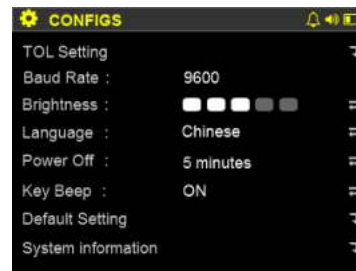 CONFIGS
TOL Setting
Baud Rate : 9600
Brightness :
Language : Chinese
Power Off : 5 minutes
Key Beep : ON
Default Setting
System information